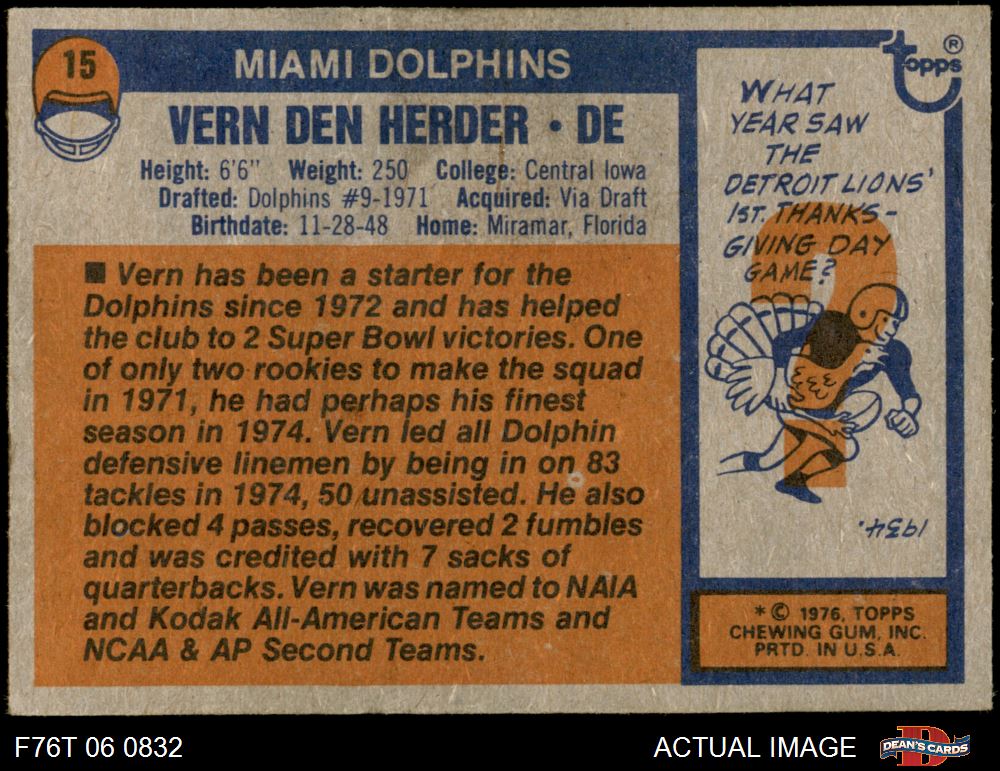 15
MIAMI DOLPHINS
VERN DEN HERDER • DE
Height: 6'6" Weight: 250 College: Central Iowa
Drafted: Dolphins #9-1971 Acquired: Via Draft
Birthdate: 11-28-48 Home: Miramar, Florida
■ Vern has been a starter for the
Dolphins since 1972 and has helped
the club to 2 Super Bowl victories. One
of only two rookies to make the squad
in 1971, he had perhaps his finest
season in 1974. Vern led all Dolphin
defensive linemen by being in on 83
tackles in 1974, 50 unassisted. He also
blocked 4 passes, recovered 2 fumbles
and was credited with 7 sacks of
quarterbacks. Vern was named to NAIA
and Kodak All-American Teams and
NCAA & AP Second Teams.
topps ®
WHAT
YEAR SAW
THE
DETROIT LIONS'
1ST. THANKS-
GIVING DAY
GAME?
1934.
* © 1976, TOPPS
CHEWING GUM, INC.
PRTD. IN U.S.A.
F76T 06 0832
ACTUAL IMAGE
DEAN'S CARDS